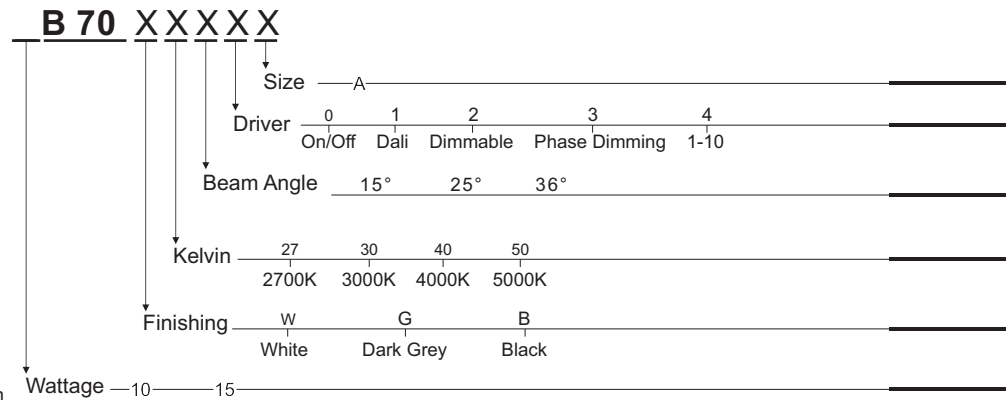 B 70 X X X X X
Size A
0 1 2 3 4
Driver
On/Off Dali Dimmable Phase Dimming 1-10
Beam Angle 15° 25° 36°
27 30 40 50
Kelvin
2700K 3000K 4000K 5000K
W G B
Finishing
White Dark Grey Black
Wattage 10 15